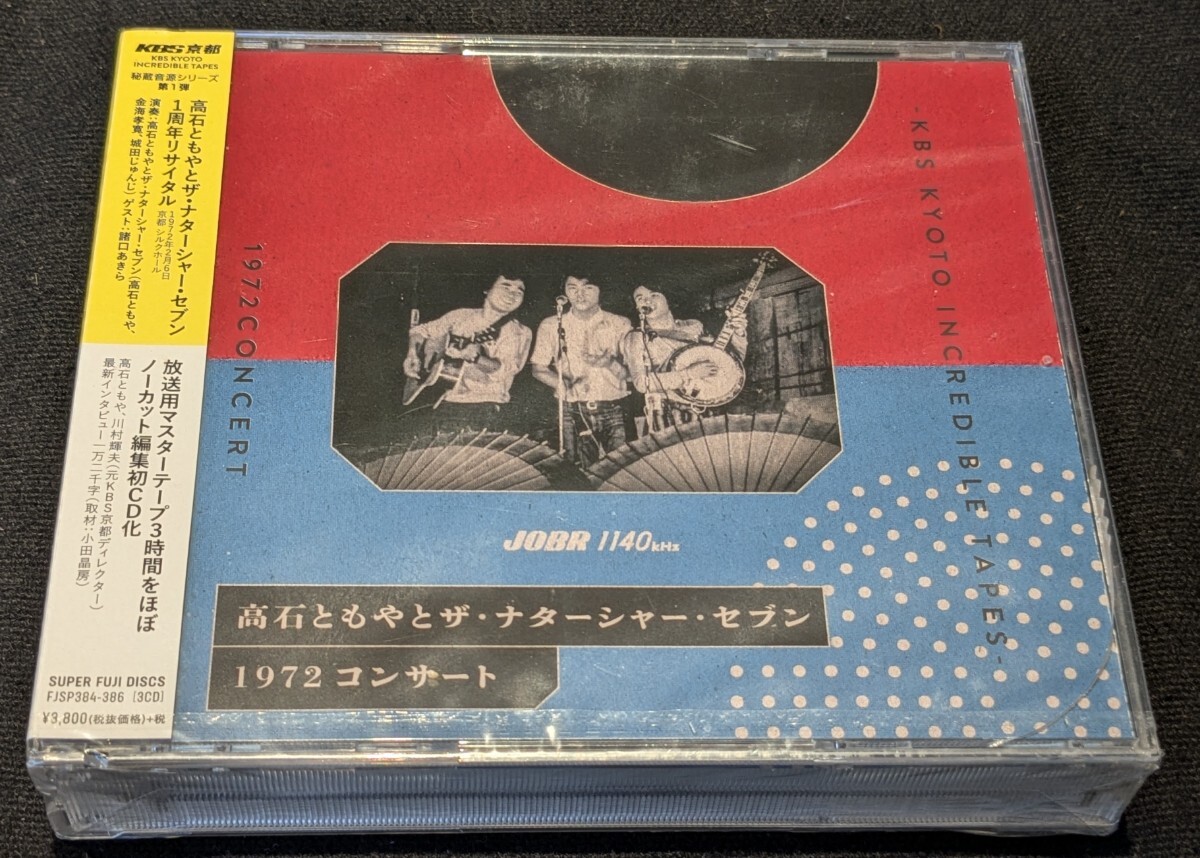 KBS京都
KBS KYOTO
INCREDIBLE TAPES
秘蔵音源シリーズ
第1弾
高石ともやとザ・ナターシャー・セブン
1周年リサイタル
1972年2月6日
京都シルクホール
演奏:高石ともやとザ・ナターシャー・セブン(高石ともや、
金海孝寛、城田じゅんじ)ゲスト:諸口あきら
放送用マスターテープ3時間をほぼ
ノーカット編集初CD化
高石ともや、川村輝夫(元KBS京都ディレクター)
最新インタビュー一万二千字(取材:小田晶房)
SUPER FUJI DISCS
FJSP384-386 [3CD]
¥3,800(税抜価格)+税
1972CONCERT
-KBS KYOTO INCREDIBLE TAPES-
JOBR 1140kHz
高石ともやとザ・ナターシャー・セブン
1972 コンサート